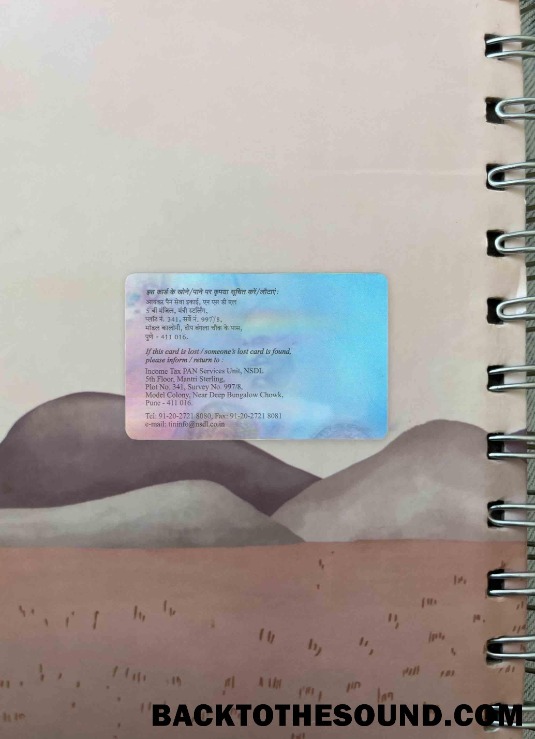 इस कार्ड के खोने/पाने पर कृपया सूचित करें/लौटाएं:
आयकर पैन सेवा इकाई, एन एस डी एल
5 वीं मंजिल, मंत्री स्टर्लिंग,
प्लॉट नं. 341, सर्वे नं. 997/8,
मॉडल कालोनी, दीप बंगला चौक के पास,
पुणे - 411 016.
If this card is lost / someone's lost card is found,
please inform / return to :
Income Tax PAN Services Unit, NSDL
5th Floor, Mantri Sterling,
Plot No. 341, Survey No. 997/8,
Model Colony, Near Deep Bungalow Chowk,
Pune - 411 016.
Tel: 91-20-2721 8080, Fax: 91-20-2721 8081
e-mail: tininfo@nsdl.co.in
BACKTOTHESOUND.COM